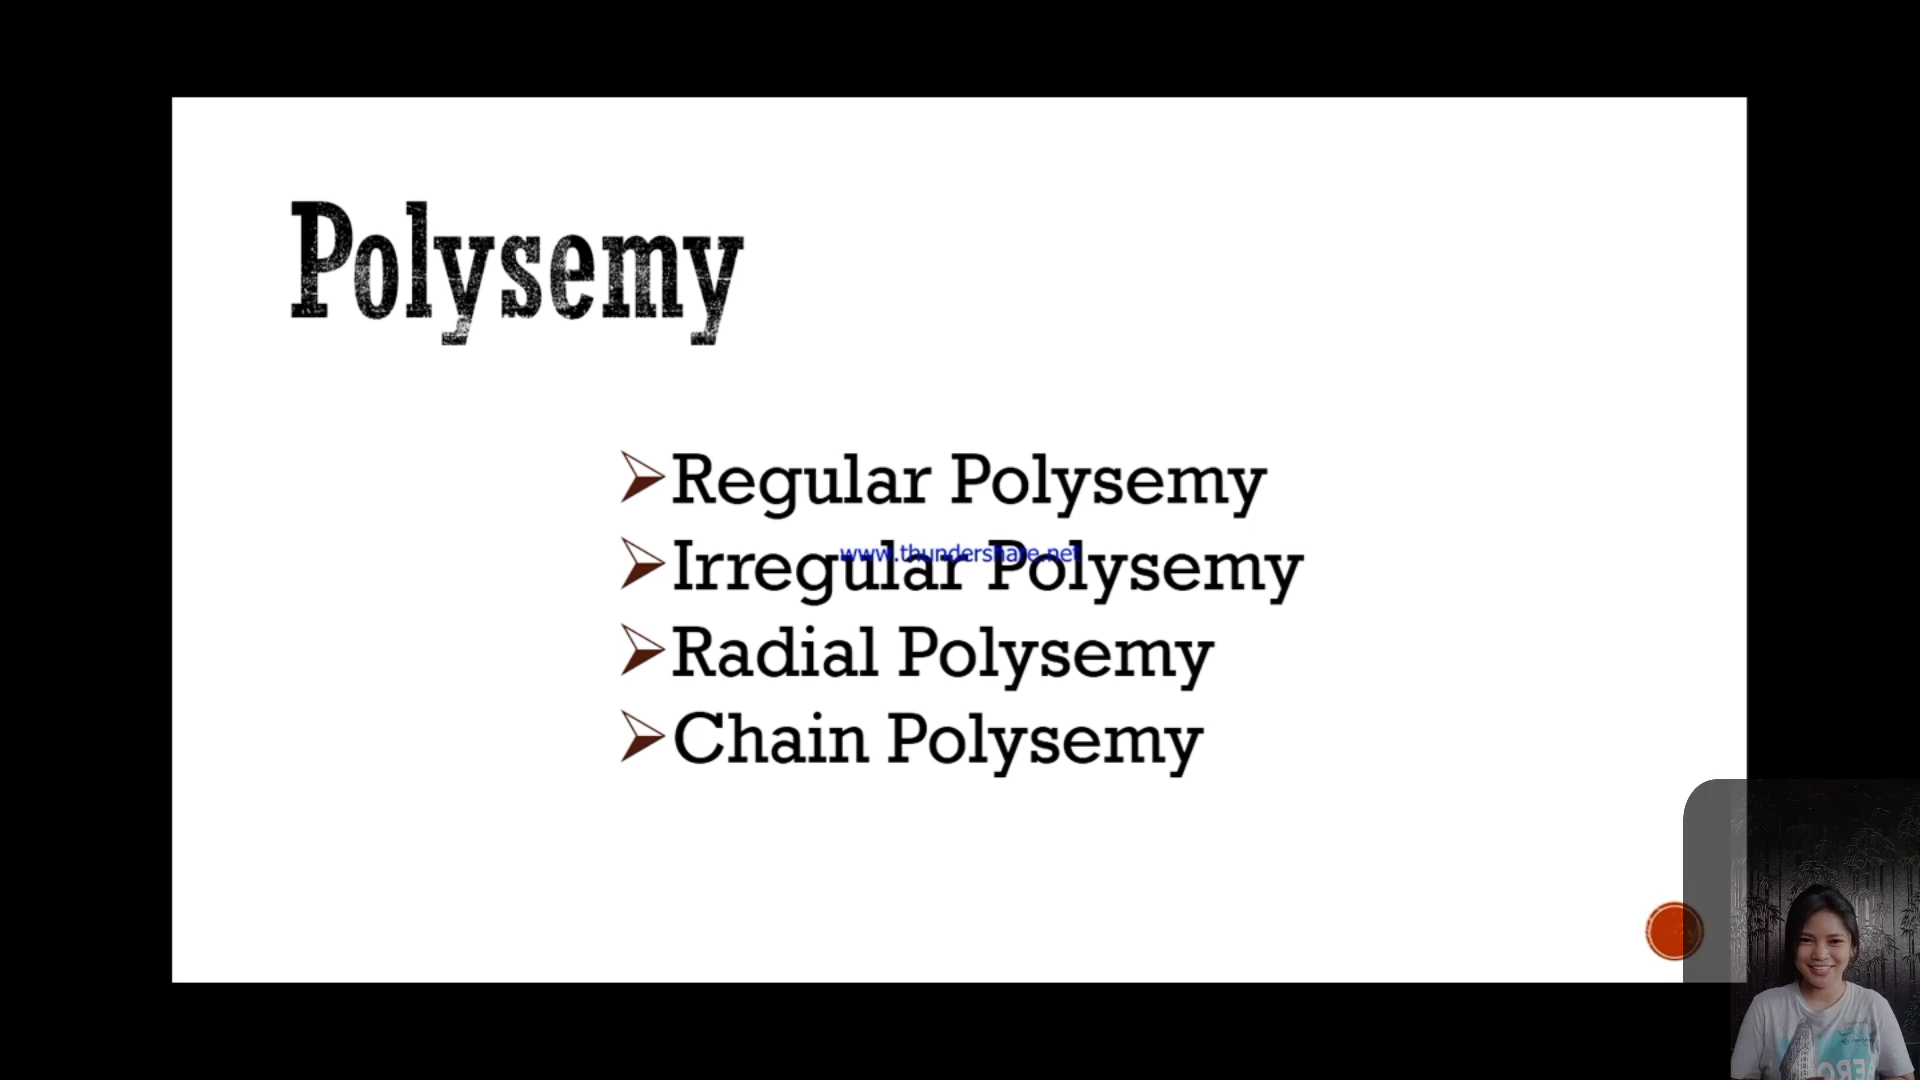 Polysemy
Regular Polysemy
www.thundershare.net
Irregular Polysemy
Radial Polysemy
Chain Polysemy